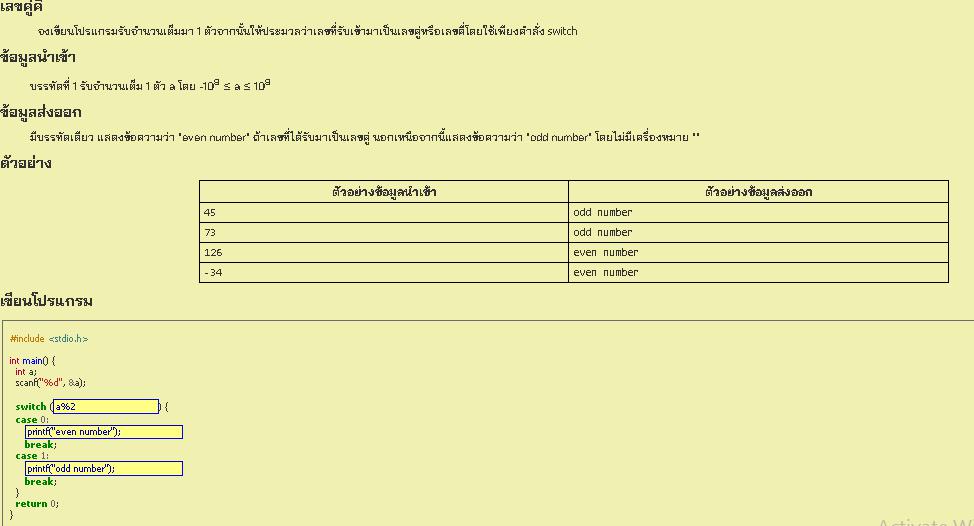 เลขคู่คี่
จงเขียนโปรแกรมรับจำนวนเต็มมา 1 ตัวจากนั้นให้ประมวลว่าเลขที่รับเข้ามาเป็นเลขคู่หรือเลขคี่โดยใช้เพียงคำสั่ง switch
ข้อมูลนำเข้า
บรรทัดที่ 1 รับจำนวนเต็ม 1 ตัว a โดย -10⁹ ≤ a ≤ 10⁹
ข้อมูลส่งออก
มีบรรทัดเดียว แสดงข้อความว่า "even number" ถ้าเลขที่ได้รับมาเป็นเลขคู่ นอกเหนือจากนี้แสดงข้อความว่า "odd number" โดยไม่มีเครื่องหมาย ""
ตัวอย่าง
ตัวอย่างข้อมูลนำเข้า ตัวอย่างข้อมูลส่งออก
45 odd number
73 odd number
126 even number
-34 even number
เขียนโปรแกรม
#include <stdio.h>
int main() {
int a;
scanf("%d", &a);
switch (a%2) {
case 0:
printf("even number");
break;
case 1:
printf("odd number");
break;
}
return 0;
}